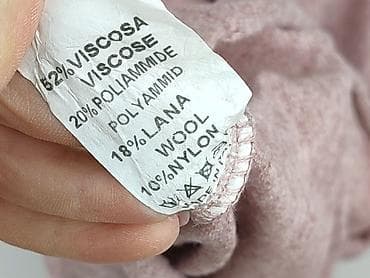 52% VISCOSA
VISCOSE
20% POLIAMMIDE
POLYAMMID
18% LANA
WOOL
10% NYLON